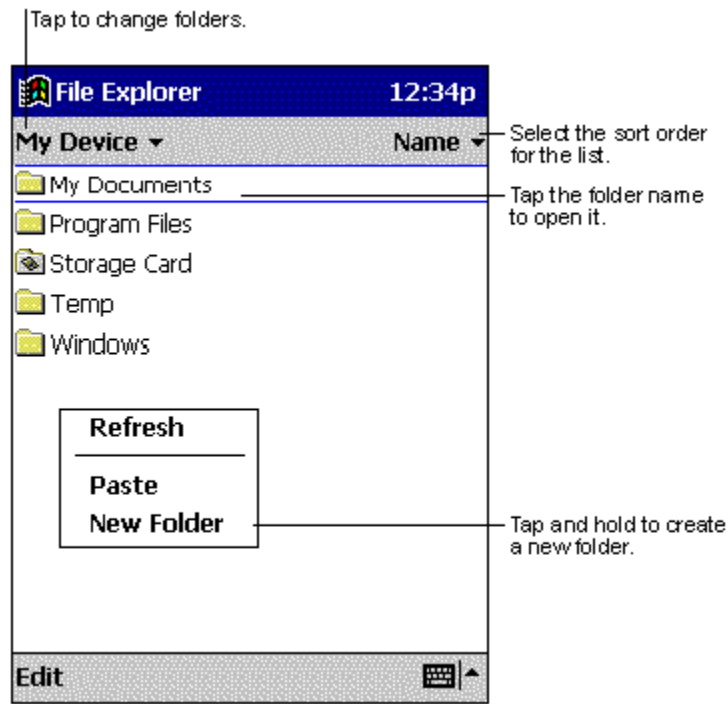 Tap to change folders.
File Explorer 12:34p
My Device Name
Select the sort order
for the list.
My Documents
Tap the folder name
to open it.
Program Files
Storage Card
Temp
Windows
Refresh
Paste
New Folder
Tap and hold to create
a new folder.
Edit